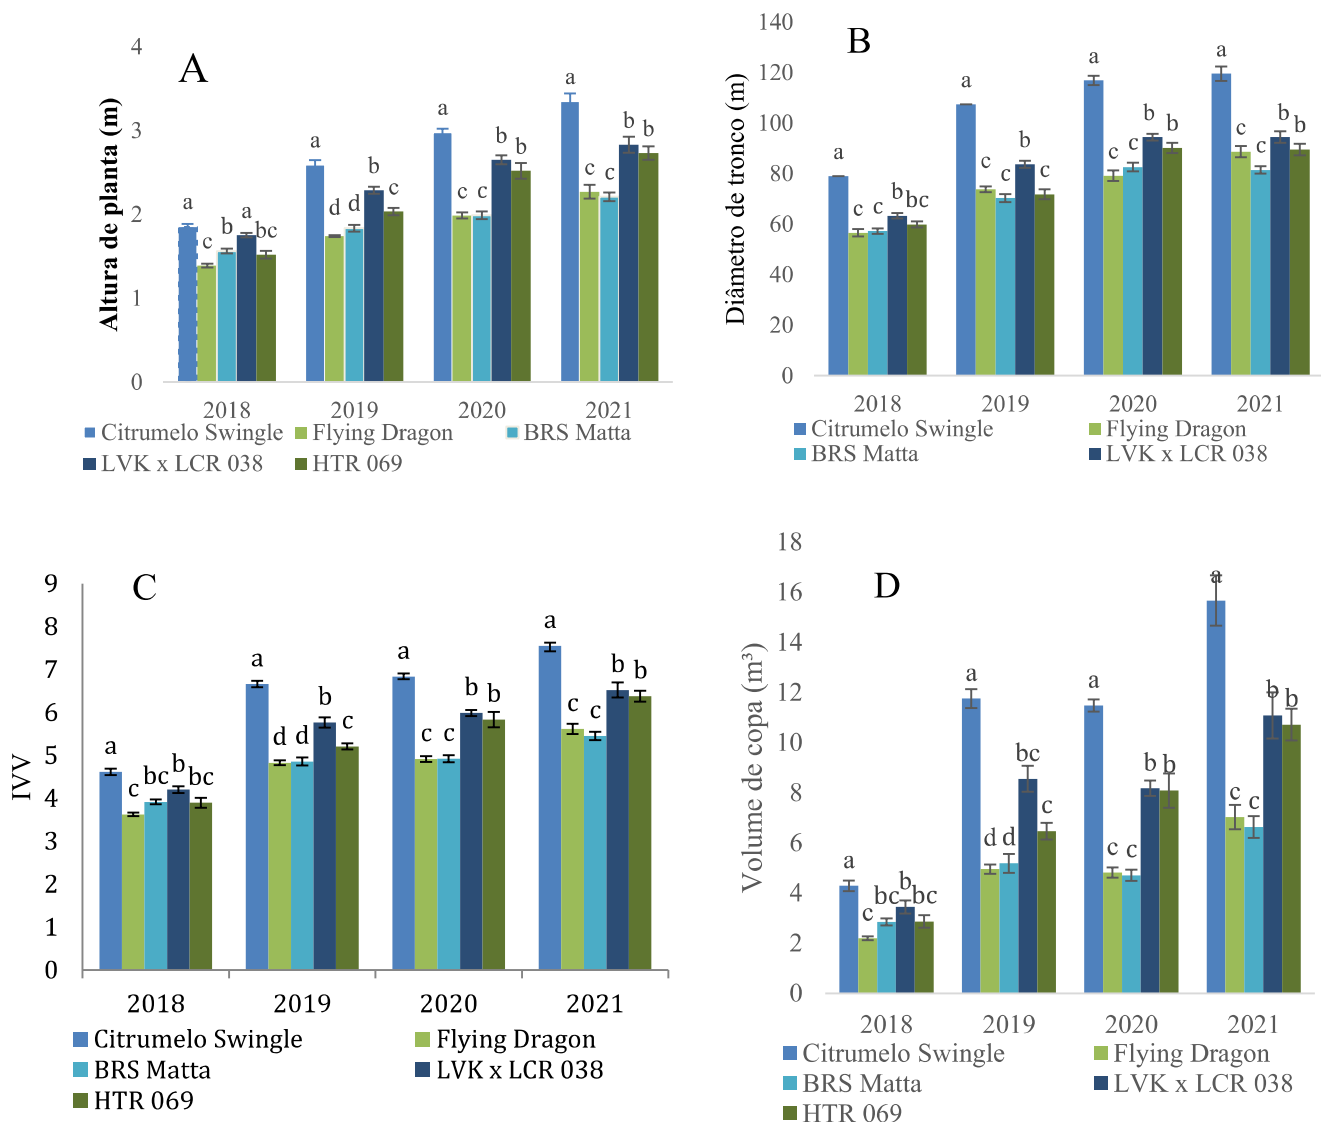 A
Altura de planta (m)
4
3
2
1
0
a
c
b
a
bc
a
d
d
b
c
a
c
c
b
b
a
c
c
b
b
2018 2019 2020 2021
Citrumelo Swingle Flying Dragon BRS Matta
LVK x LCR 038 HTR 069
B
Diâmetro de tronco (m)
140
120
100
80
60
40
20
0
a
c
c
b
bc
a
c
c
b
c
a
c
c
b
b
a
c
c
b
b
2018 2019 2020 2021
Citrumelo Swingle Flying Dragon
BRS Matta LVK x LCR 038
C
IVV
9
8
7
6
5
4
3
2
1
0
a
c
bc
b
bc
a
d
d
b
c
a
c
c
b
b
a
c
c
b
b
2018 2019 2020 2021
Citrumelo Swingle Flying Dragon
BRS Matta LVK x LCR 038
HTR 069
D
Volume de copa (m³)
18
16
14
12
10
8
6
4
2
0
a
c
bc
b
bc
a
d
d
bc
c
a
c
c
b
b
a
c
c
b
b
2018 2019 2020 2021
Citrumelo Swingle Flying Dragon
BRS Matta LVK x LCR 038
HTR 069